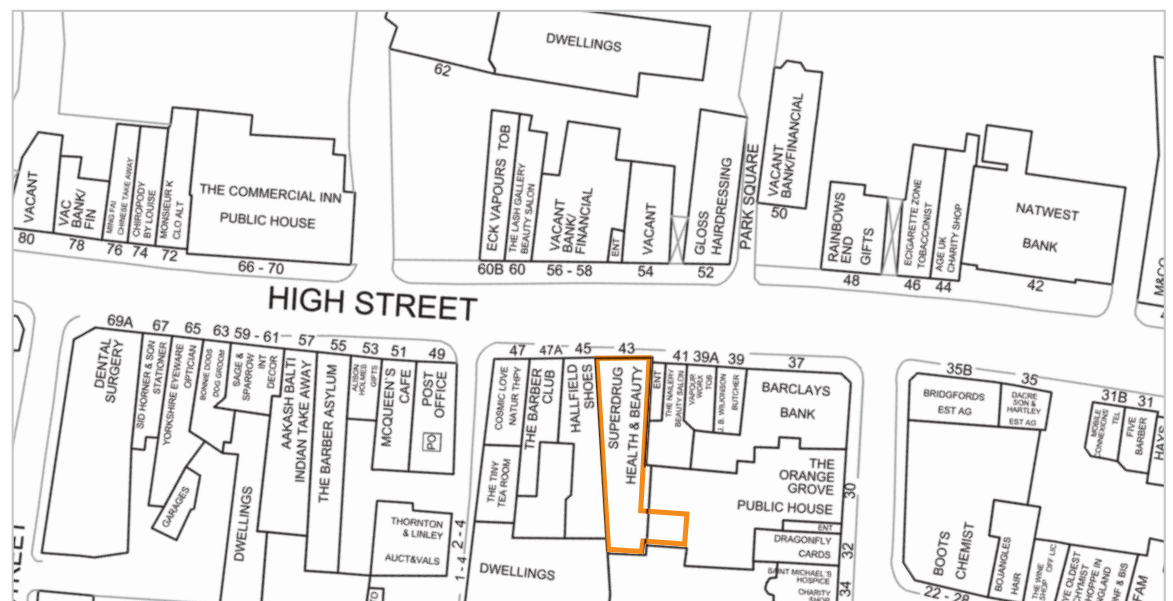 DWELLINGS
62
VACANT
80
VAC
BANK/
FIN
78
MING FAI
CHINESE TAKE AWAY
76
CHIROPODY
BY LOUISE
74
MONSIEUR K
CLO ALT
72
THE COMMERCIAL INN
PUBLIC HOUSE
66 - 70
ECK VAPOURS TOB
60B
THE LASH GALLERY
BEAUTY SALON
60
VACANT
BANK/
FINANCIAL
56 - 58
ENT
VACANT
54
GLOSS
HAIRDRESSING
52
PARK SQUARE
VACANT
BANK/FINANCIAL
50
RAINBOWS
END
GIFTS
48
ECIGARETTE ZONE
TOBACCONIST
46
AGE UK
CHARITY SHOP
44
NATWEST
BANK
42
M&CO
HIGH STREET
69A
DENTAL
SURGERY
67
SID HORNER & SON
STATIONER
65
YORKSHIRE EYEWARE
OPTICIAN
63
BONNIE DOGS
DOG GROOM
59 - 61
SAGE &
SPARROW
INT
DECOR
57
AAKASH BALTI
INDIAN TAKE AWAY
55
THE BARBER ASYLUM
53
ALISON
HOLMES
GIFTS
51
MCQUEEN'S
CAFE
49
POST
OFFICE
PO
GARAGES
DWELLINGS
THORNTON
& LINLEY
AUCT&VALS
TO
1 - 4 2 - 4
47
COSMIC LOVE
NATUR THPY
THE TINY
TEA ROOM
47A
THE BARBER
CLUB
45
HALLFIELD
SHOES
43
SUPERDRUG
HEALTH & BEAUTY
DWELLINGS
ENT
41
THE NAILERY
BEAUTY SALON
39A
VAPOUR
WORX
TOB
39
J. B. WILKINSON
BUTCHER
37
BARCLAYS
BANK
THE
ORANGE
GROVE
PUBLIC HOUSE
30
ENT
DRAGONFLY
CARDS
32
SAINT MICHAEL'S
HOSPICE
CHARITY
SHOP
34
35B
BRIDGFORDS
EST AG
35
DACRE
SON &
HARTLEY
EST AG
31B
MOBILE
CONNEXIONS
TEL
31
FIVE
BARBER
HAYS
BOOTS
CHEMIST
BOJANGLES
HAIR
THE WINE
SHOP
OFF LIC
YE OLDEST
CHYMIST
SHOPPE IN
ENGLAND
CONF & BIS
FAM
22 - 28
TREET